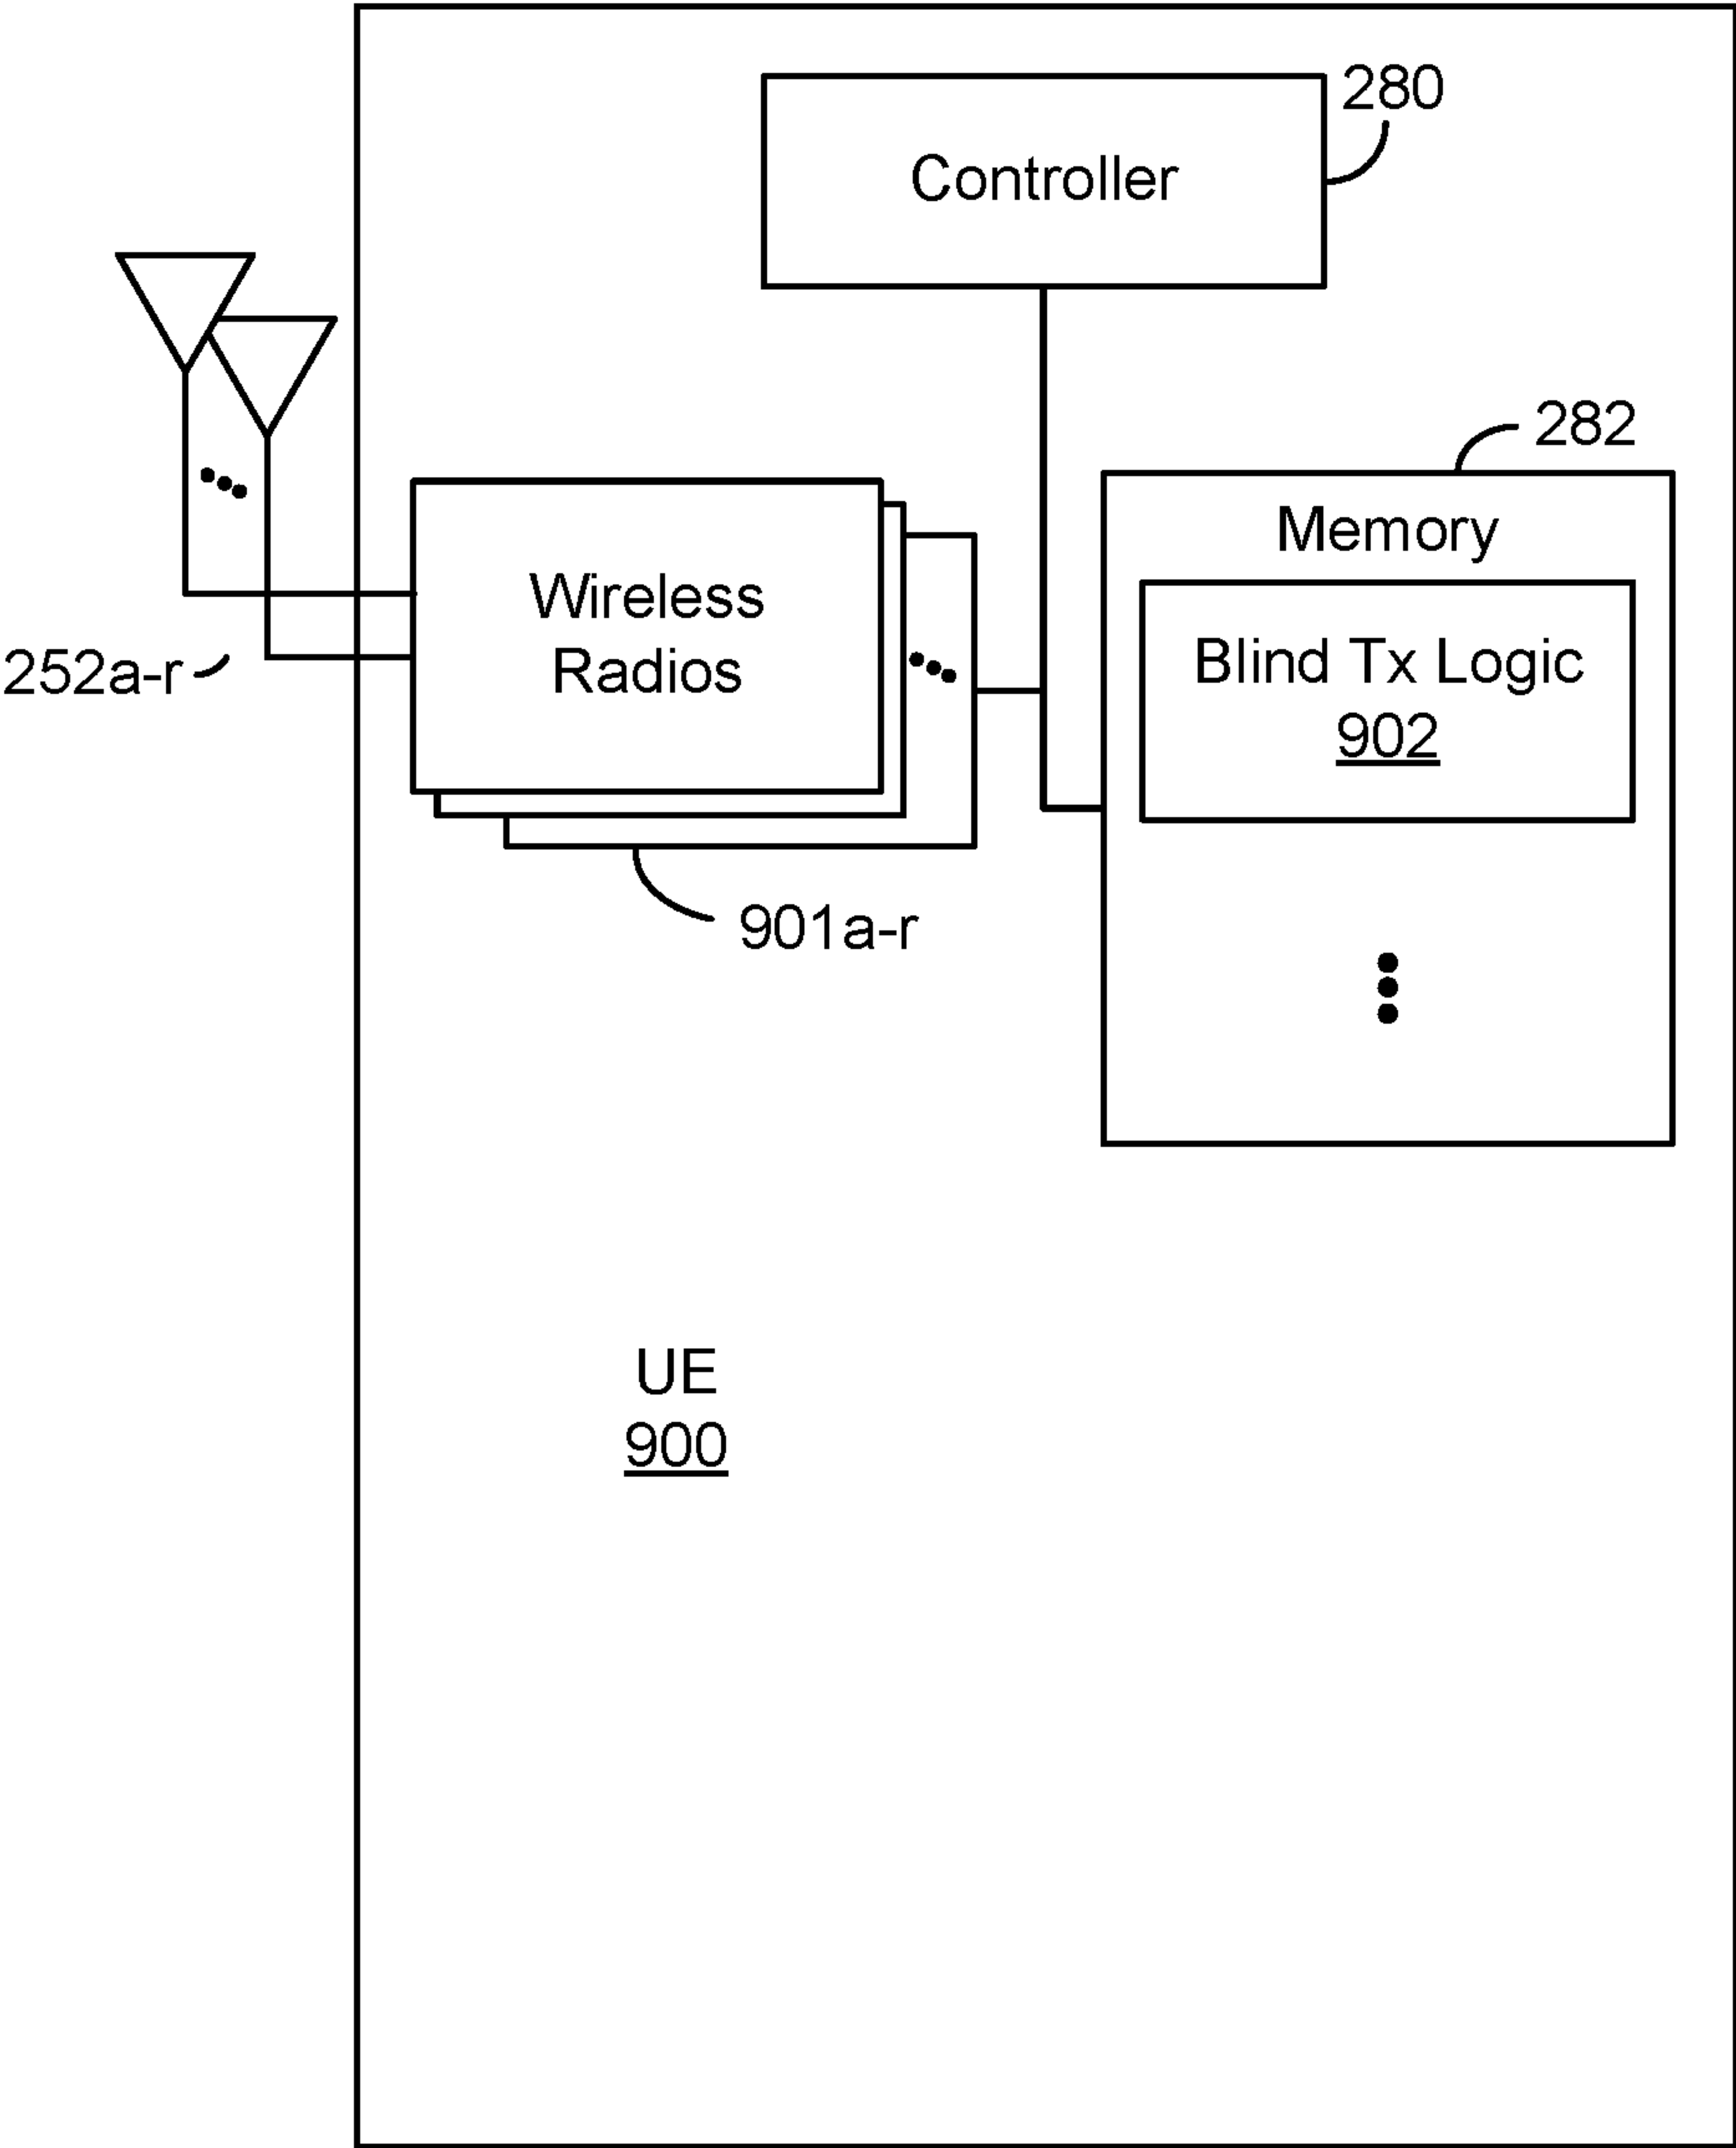 280
Controller
282
Memory
Wireless
Radios
Blind Tx Logic
902
252a-r
901a-r
UE
900